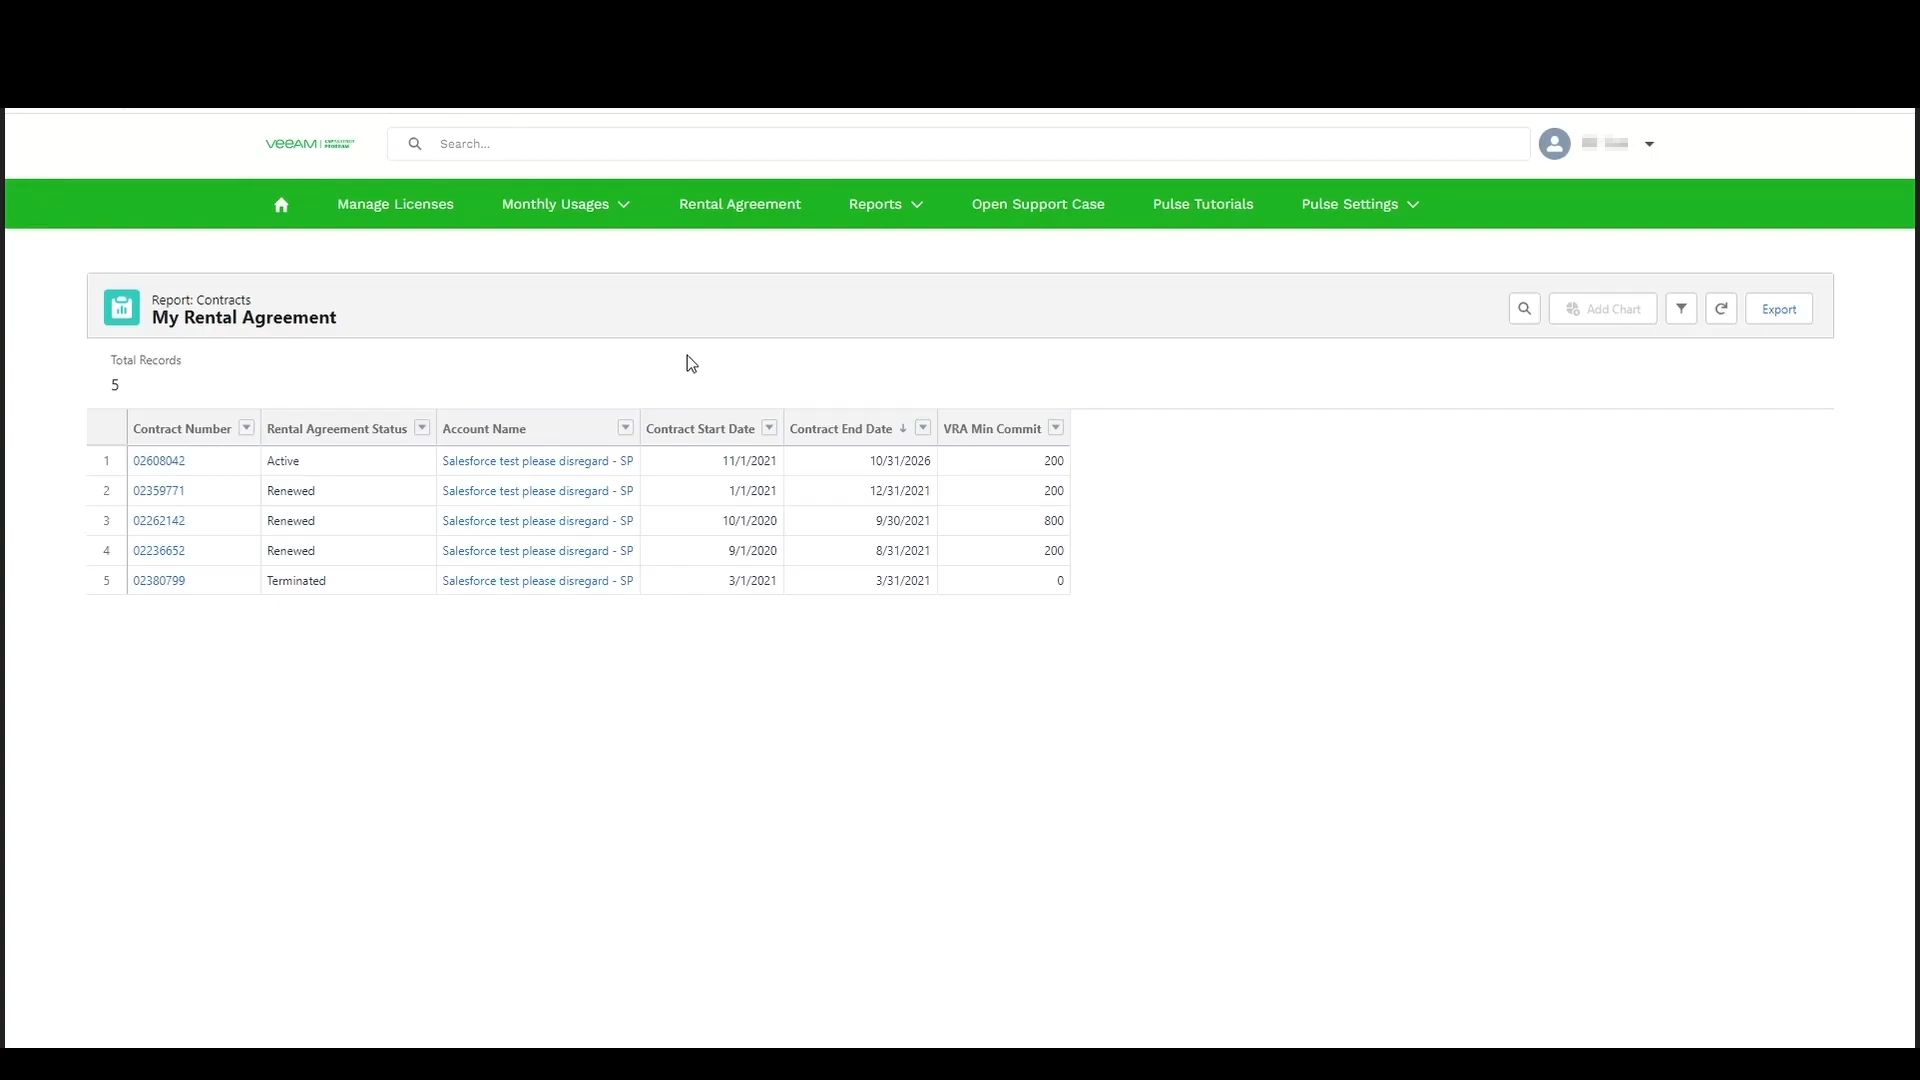 veeAM
Search...
Manage Licenses
Monthly Usages
Rental Agreement
Reports
Open Support Case
Pulse Tutorials
Pulse Settings
Report: Contracts
My Rental Agreement
Add Chart
Export
Total Records
5
Contract Number Rental Agreement Status Account Name Contract Start Date Contract End Date ↓ VRA Min Commit
1 02608042 Active Salesforce test please disregard - SP 11/1/2021 10/31/2026 200
2 02359771 Renewed Salesforce test please disregard - SP 1/1/2021 12/31/2021 200
3 02262142 Renewed Salesforce test please disregard - SP 10/1/2020 9/30/2021 800
4 02236652 Renewed Salesforce test please disregard - SP 9/1/2020 8/31/2021 200
5 02380799 Terminated Salesforce test please disregard - SP 3/1/2021 3/31/2021 0